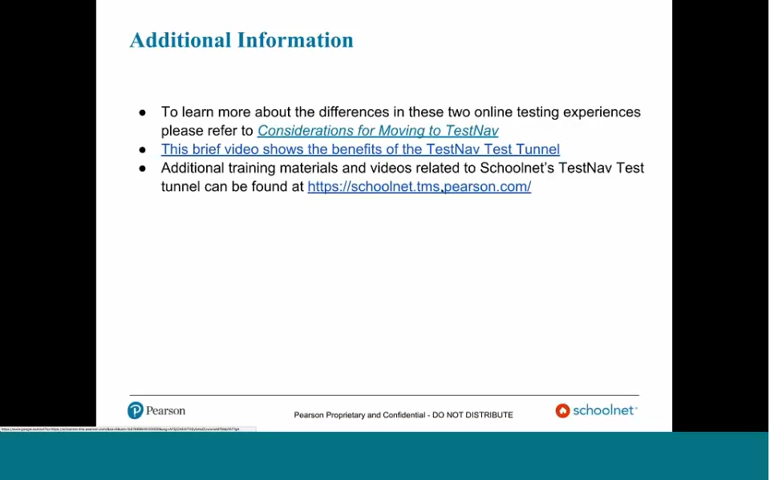 Additional Information
● To learn more about the differences in these two online testing experiences
please refer to Considerations for Moving to TestNav
● This brief video shows the benefits of the TestNav Test Tunnel
● Additional training materials and videos related to Schoolnet's TestNav Test
tunnel can be found at https://schoolnet.tms.pearson.com/
Pearson
Pearson Proprietary and Confidential - DO NOT DISTRIBUTE
schoolnet